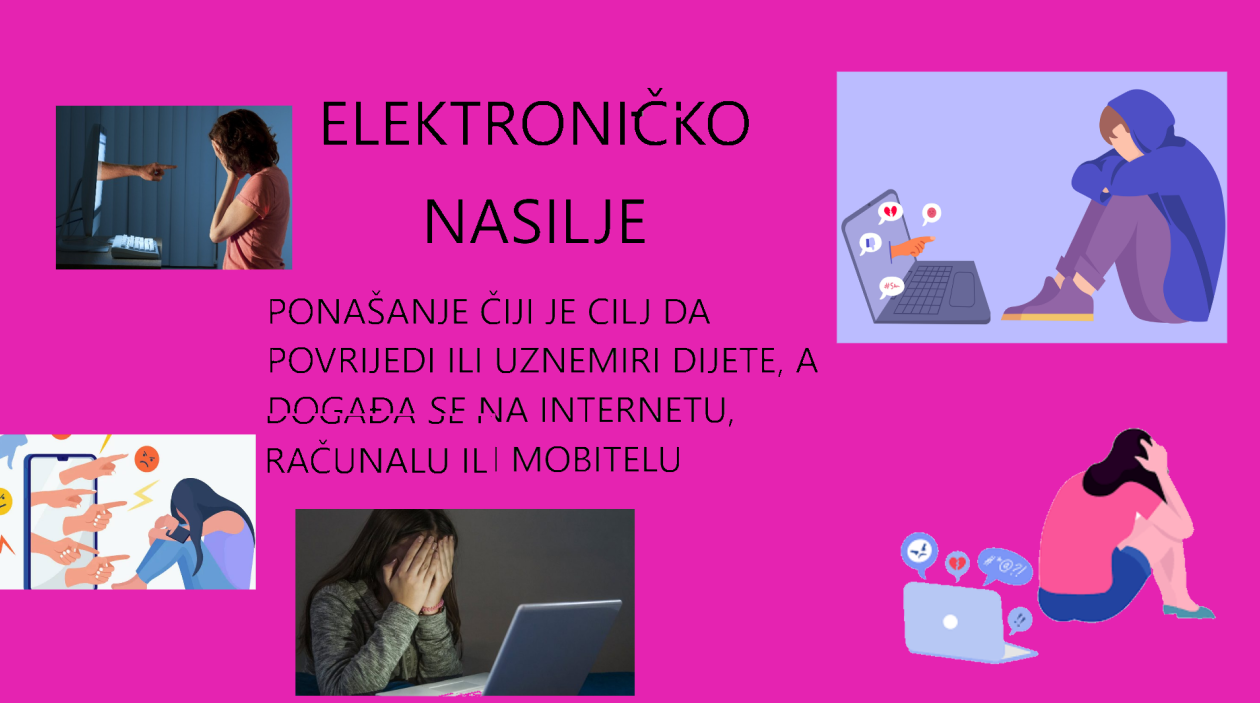 ELEKTRONIČKO
NASILJE
PONAŠANJE ČIJI JE CILJ DA
POVRIJEDI ILI UZNEMIRI DIJETE, A
DOGAĐA SE NA INTERNETU,
RAČUNALU ILI MOBITELU
#*@?!
!!